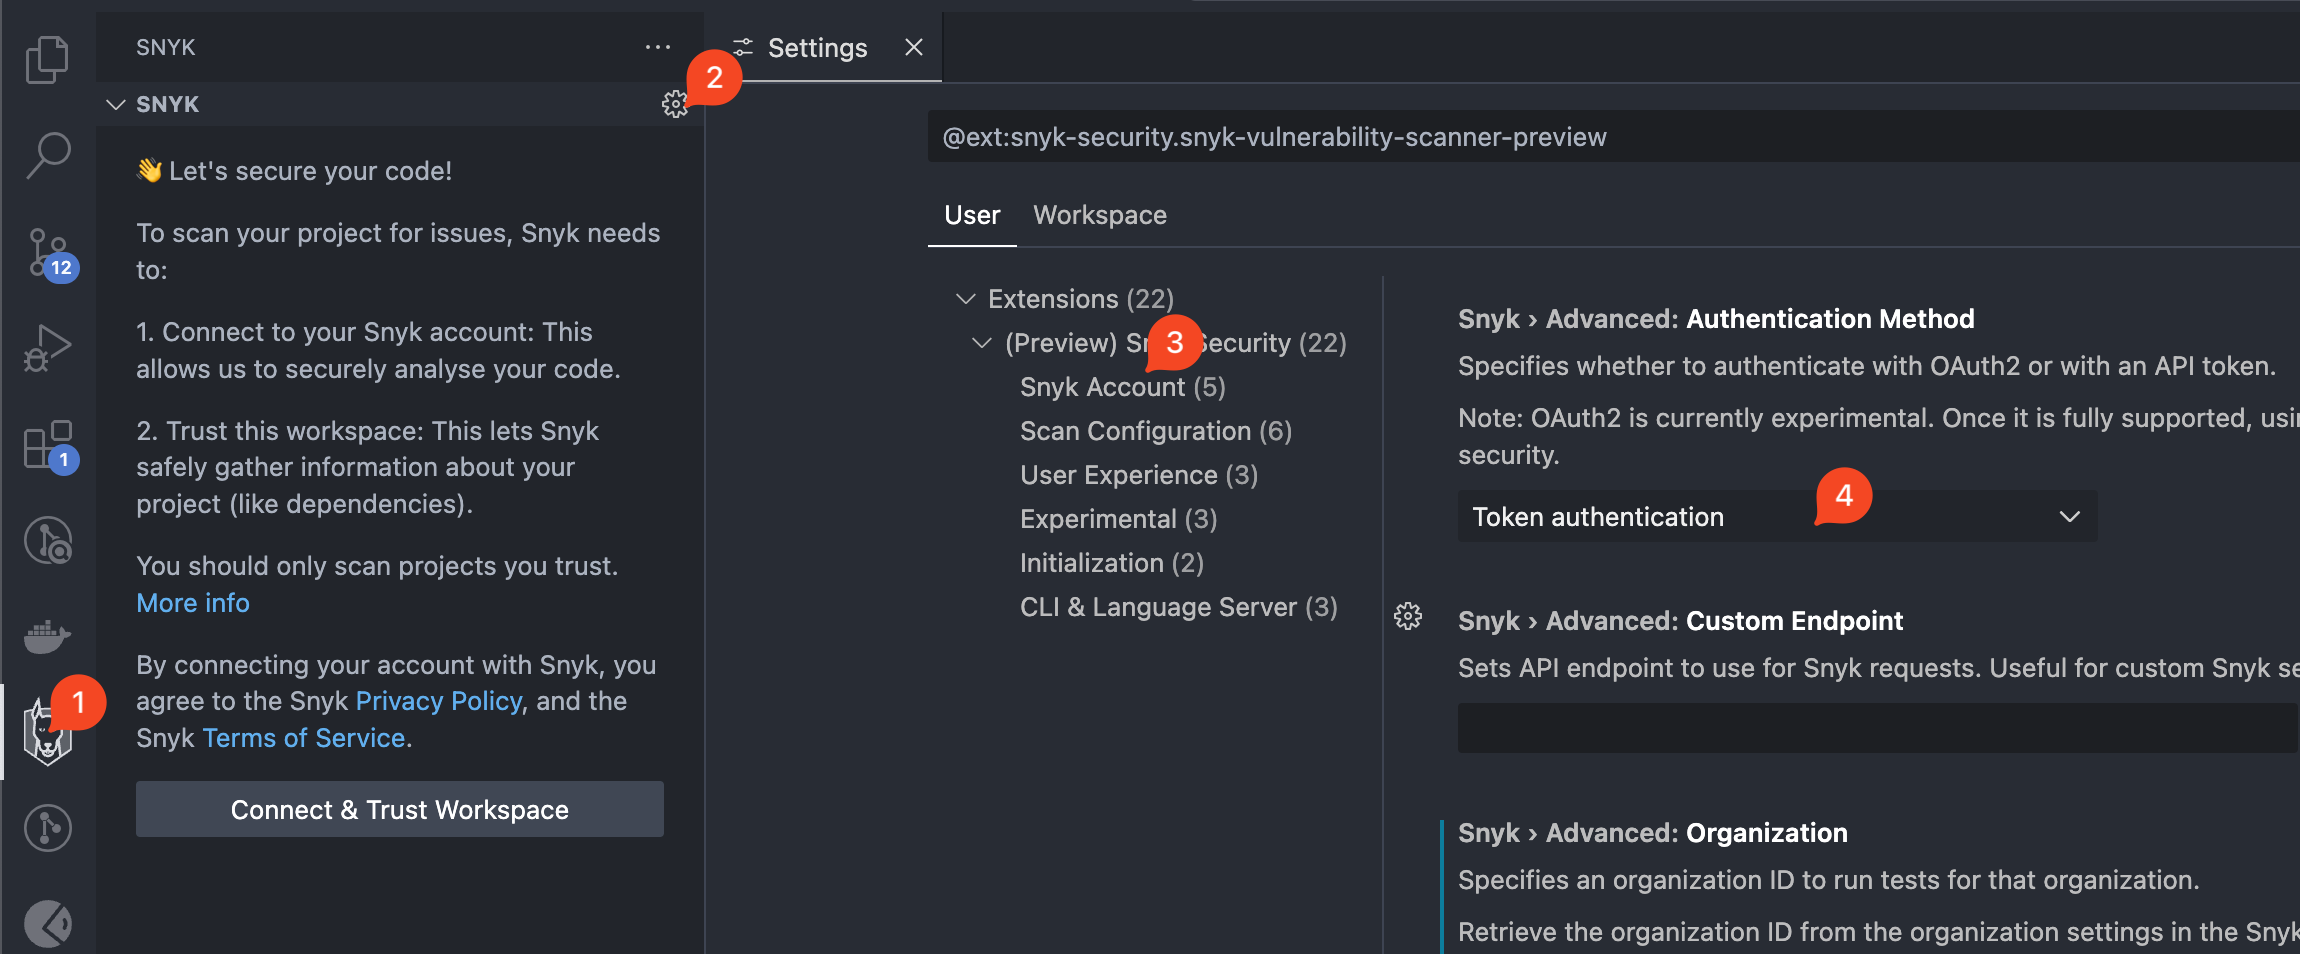 SNYK
SNYK
👋 Let's secure your code!
To scan your project for issues, Snyk needs
to:
1. Connect to your Snyk account: This
allows us to securely analyse your code.
2. Trust this workspace: This lets Snyk
safely gather information about your
project (like dependencies).
You should only scan projects you trust.
More info
By connecting your account with Snyk, you
agree to the Snyk Privacy Policy, and the
Snyk Terms of Service.
Connect & Trust Workspace
12
1
1
2
Settings
@ext:snyk-security.snyk-vulnerability-scanner-preview
User Workspace
Extensions (22)
(Preview) Sn 3 ecurity (22)
Snyk Account (5)
Scan Configuration (6)
User Experience (3)
Experimental (3)
Initialization (2)
CLI & Language Server (3)
Snyk › Advanced: Authentication Method
Specifies whether to authenticate with OAuth2 or with an API token.
Note: OAuth2 is currently experimental. Once it is fully supported, usi
security.
4
Token authentication
Snyk › Advanced: Custom Endpoint
Sets API endpoint to use for Snyk requests. Useful for custom Snyk se
Snyk › Advanced: Organization
Specifies an organization ID to run tests for that organization.
Retrieve the organization ID from the organization settings in the Snyk